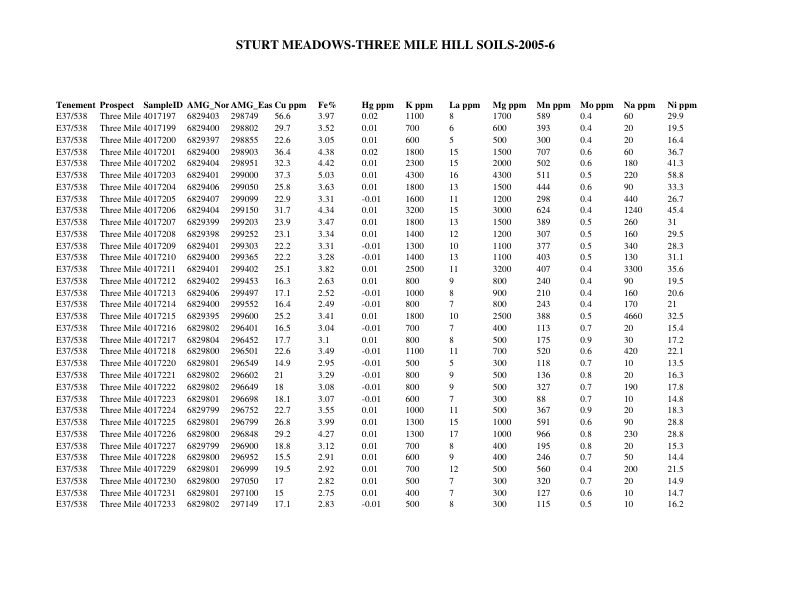 STURT MEADOWS-THREE MILE HILL SOILS-2005-6
Tenement Prospect SampleID AMG_Nor AMG_Eas Cu ppm Fe% Hg ppm K ppm La ppm Mg ppm Mn ppm Mo ppm Na ppm Ni ppm
E37/538 Three Mile 4017197 6829403 298749 56.6 3.97 0.02 1100 8 1700 589 0.4 60 29.9
E37/538 Three Mile 4017199 6829400 298802 29.7 3.52 0.01 700 6 600 393 0.4 20 19.5
E37/538 Three Mile 4017200 6829397 298855 22.6 3.05 0.01 600 5 500 300 0.4 20 16.4
E37/538 Three Mile 4017201 6829400 298903 36.4 4.38 0.02 1800 15 1500 707 0.6 60 36.7
E37/538 Three Mile 4017202 6829404 298951 32.3 4.42 0.01 2300 15 2000 502 0.6 180 41.3
E37/538 Three Mile 4017203 6829401 299000 37.3 5.03 0.01 4300 16 4300 511 0.5 220 58.8
E37/538 Three Mile 4017204 6829406 299050 25.8 3.63 0.01 1800 13 1500 444 0.6 90 33.3
E37/538 Three Mile 4017205 6829407 299099 22.9 3.31 -0.01 1600 11 1200 298 0.4 440 26.7
E37/538 Three Mile 4017206 6829404 299150 31.7 4.34 0.01 3200 15 3000 624 0.4 1240 45.4
E37/538 Three Mile 4017207 6829399 299203 23.9 3.47 0.01 1800 13 1500 389 0.5 260 31
E37/538 Three Mile 4017208 6829398 299252 23.1 3.34 0.01 1400 12 1200 307 0.5 160 29.5
E37/538 Three Mile 4017209 6829401 299303 22.2 3.31 -0.01 1300 10 1100 377 0.5 340 28.3
E37/538 Three Mile 4017210 6829400 299365 22.2 3.28 -0.01 1400 13 1100 403 0.5 130 31.1
E37/538 Three Mile 4017211 6829401 299402 25.1 3.82 0.01 2500 11 3200 407 0.4 3300 35.6
E37/538 Three Mile 4017212 6829402 299453 16.3 2.63 0.01 800 9 800 240 0.4 90 19.5
E37/538 Three Mile 4017213 6829406 299497 17.1 2.52 -0.01 1000 8 900 210 0.4 160 20.6
E37/538 Three Mile 4017214 6829400 299552 16.4 2.49 -0.01 800 7 800 243 0.4 170 21
E37/538 Three Mile 4017215 6829395 299600 25.2 3.41 0.01 1800 10 2500 388 0.5 4660 32.5
E37/538 Three Mile 4017216 6829802 296401 16.5 3.04 -0.01 700 7 400 113 0.7 20 15.4
E37/538 Three Mile 4017217 6829804 296452 17.7 3.1 0.01 800 8 500 175 0.9 30 17.2
E37/538 Three Mile 4017218 6829800 296501 22.6 3.49 -0.01 1100 11 700 520 0.6 420 22.1
E37/538 Three Mile 4017220 6829801 296549 14.9 2.95 -0.01 500 5 300 118 0.7 10 13.5
E37/538 Three Mile 4017221 6829802 296602 21 3.29 -0.01 800 9 500 136 0.8 20 16.3
E37/538 Three Mile 4017222 6829802 296649 18 3.08 -0.01 800 9 500 327 0.7 190 17.8
E37/538 Three Mile 4017223 6829801 296698 18.1 3.07 -0.01 600 7 300 88 0.7 10 14.8
E37/538 Three Mile 4017224 6829799 296752 22.7 3.55 0.01 1000 11 500 367 0.9 20 18.3
E37/538 Three Mile 4017225 6829801 296799 26.8 3.99 0.01 1300 15 1000 591 0.6 90 28.8
E37/538 Three Mile 4017226 6829800 296848 29.2 4.27 0.01 1300 17 1000 966 0.8 230 28.8
E37/538 Three Mile 4017227 6829799 296900 18.8 3.12 0.01 700 8 400 195 0.8 20 15.3
E37/538 Three Mile 4017228 6829800 296952 15.5 2.91 0.01 600 9 400 246 0.7 50 14.4
E37/538 Three Mile 4017229 6829801 296999 19.5 2.92 0.01 700 12 500 560 0.4 200 21.5
E37/538 Three Mile 4017230 6829800 297050 17 2.82 0.01 500 7 300 320 0.7 20 14.9
E37/538 Three Mile 4017231 6829801 297100 15 2.75 0.01 400 7 300 127 0.6 10 14.7
E37/538 Three Mile 4017233 6829802 297149 17.1 2.83 -0.01 500 8 300 115 0.5 10 16.2